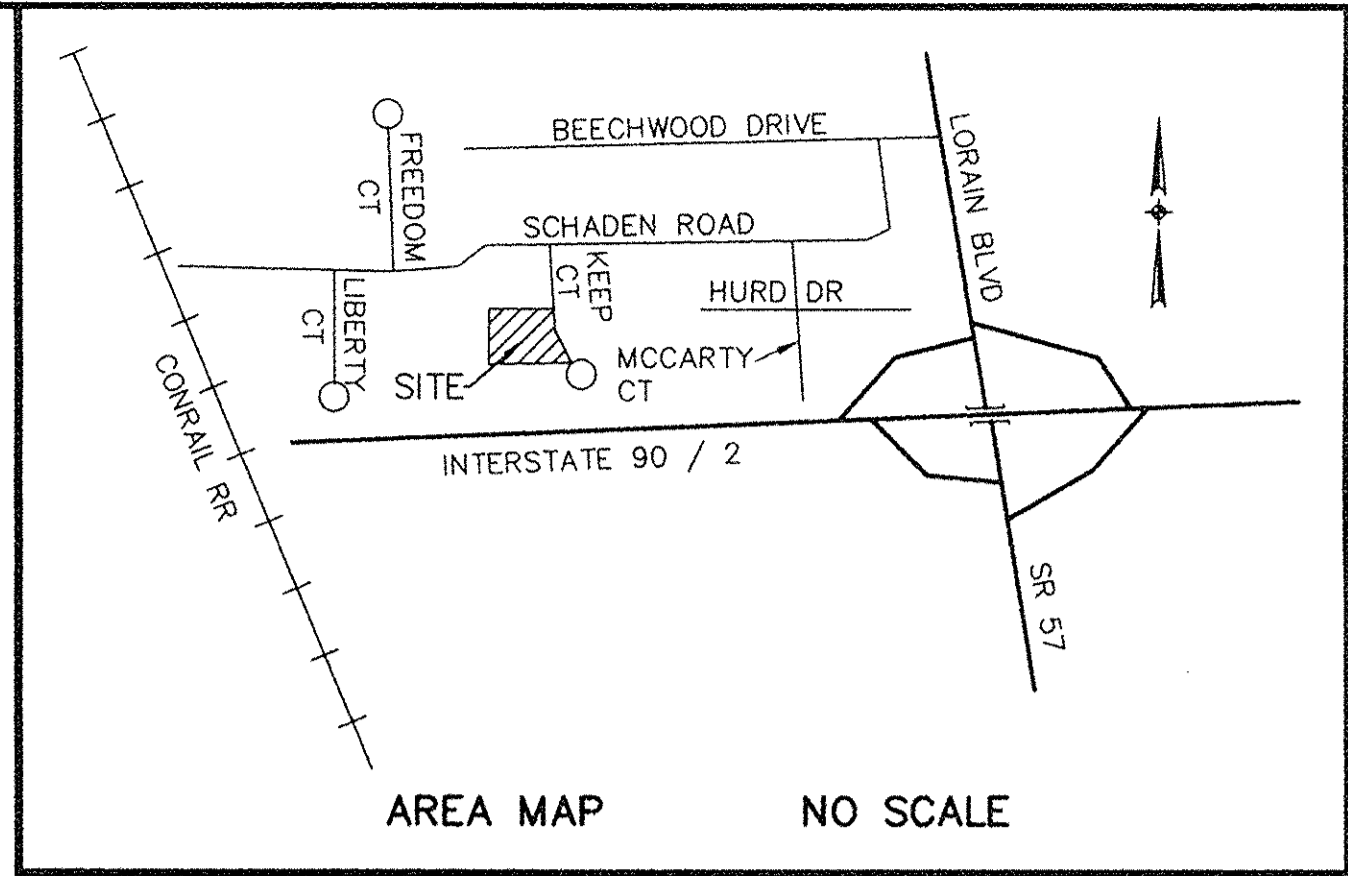 BEECHWOOD DRIVE
LORAIN BLVD
FREEDOM
CT
SCHADEN ROAD
KEEP
CT
LIBERTY
CT
HURD DR
SITE
MCCARTY
CT
CONRAIL RR
INTERSTATE 90 / 2
SR 57
AREA MAP
NO SCALE